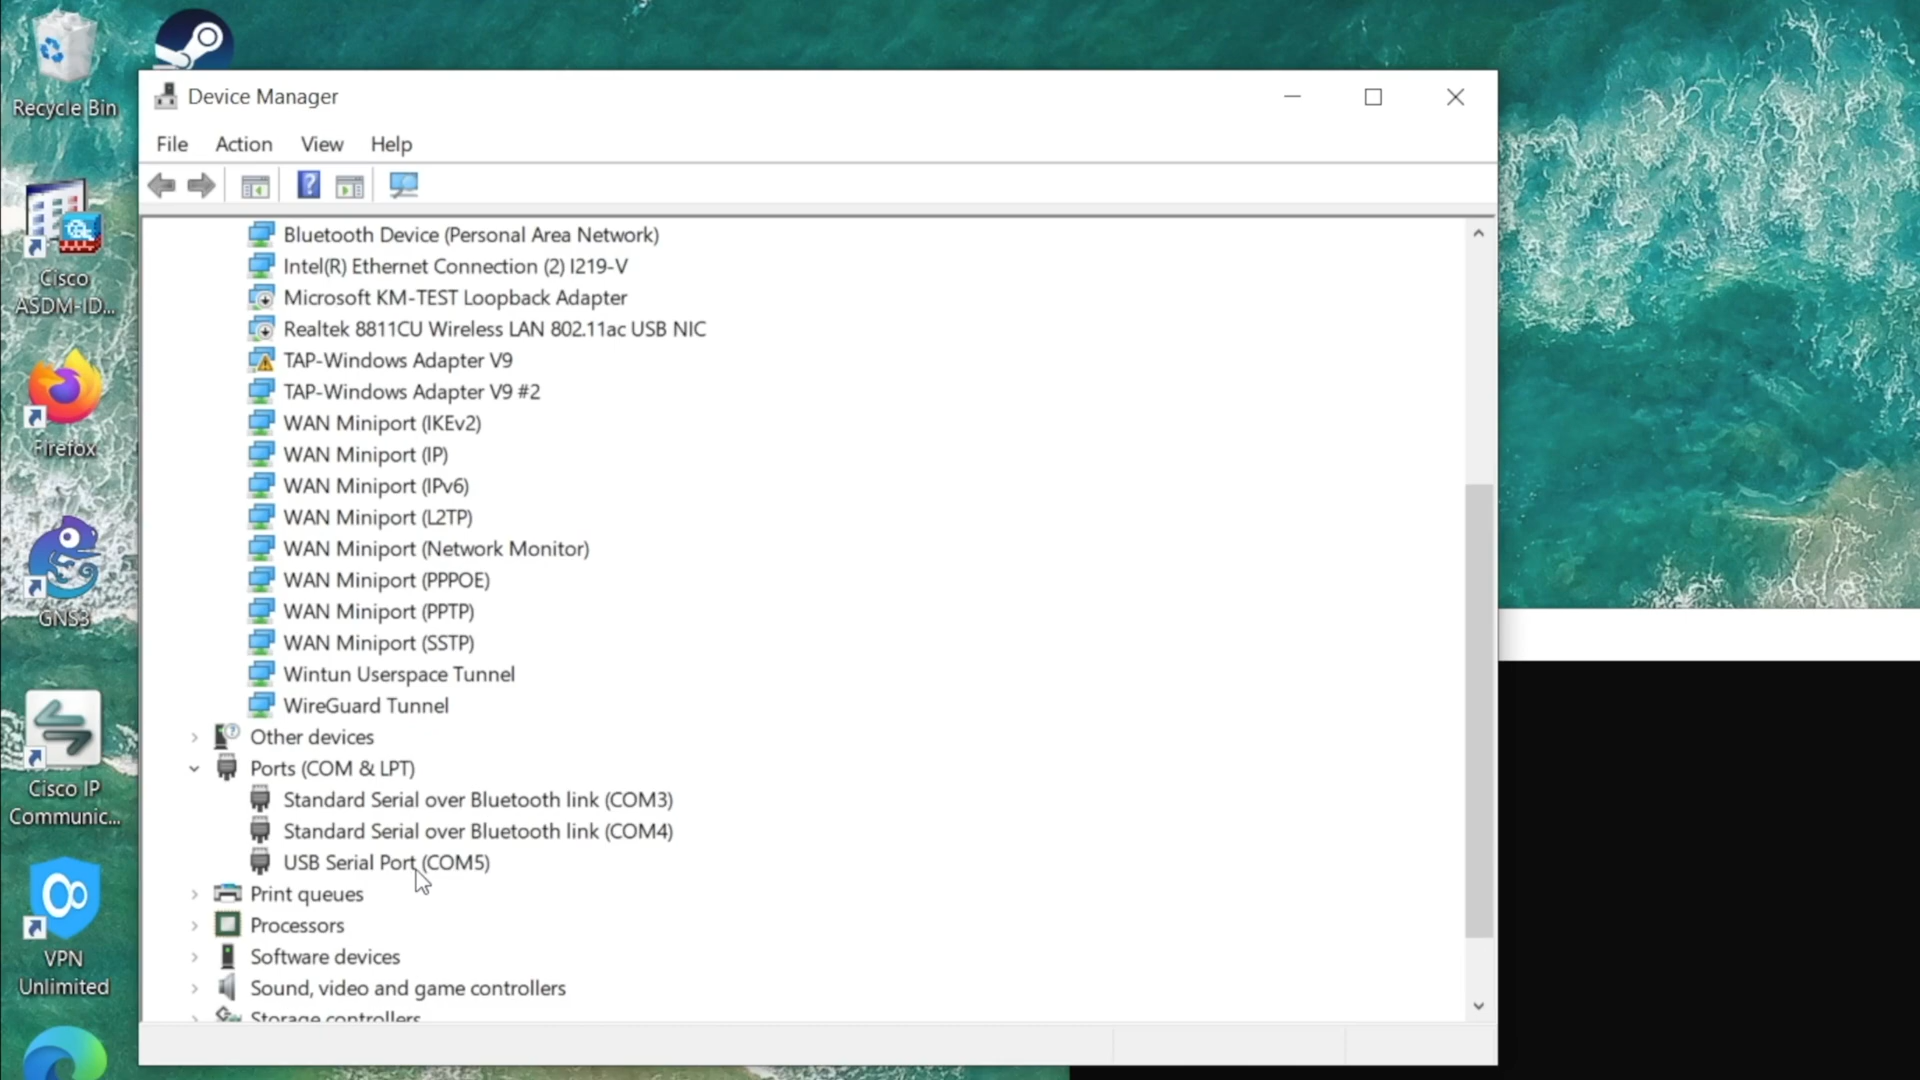 Recycle Bin
Cisco
ASDM-ID...
Firefox
GNS3
Cisco IP
Communic...
VPN
Unlimited
Device Manager
File Action View Help
Bluetooth Device (Personal Area Network)
Intel(R) Ethernet Connection (2) I219-V
Microsoft KM-TEST Loopback Adapter
Realtek 8811CU Wireless LAN 802.11ac USB NIC
TAP-Windows Adapter V9
TAP-Windows Adapter V9 #2
WAN Miniport (IKEv2)
WAN Miniport (IP)
WAN Miniport (IPv6)
WAN Miniport (L2TP)
WAN Miniport (Network Monitor)
WAN Miniport (PPPOE)
WAN Miniport (PPTP)
WAN Miniport (SSTP)
Wintun Userspace Tunnel
WireGuard Tunnel
Other devices
Ports (COM & LPT)
Standard Serial over Bluetooth link (COM3)
Standard Serial over Bluetooth link (COM4)
USB Serial Port (COM5)
Print queues
Processors
Software devices
Sound, video and game controllers
Storage controllers